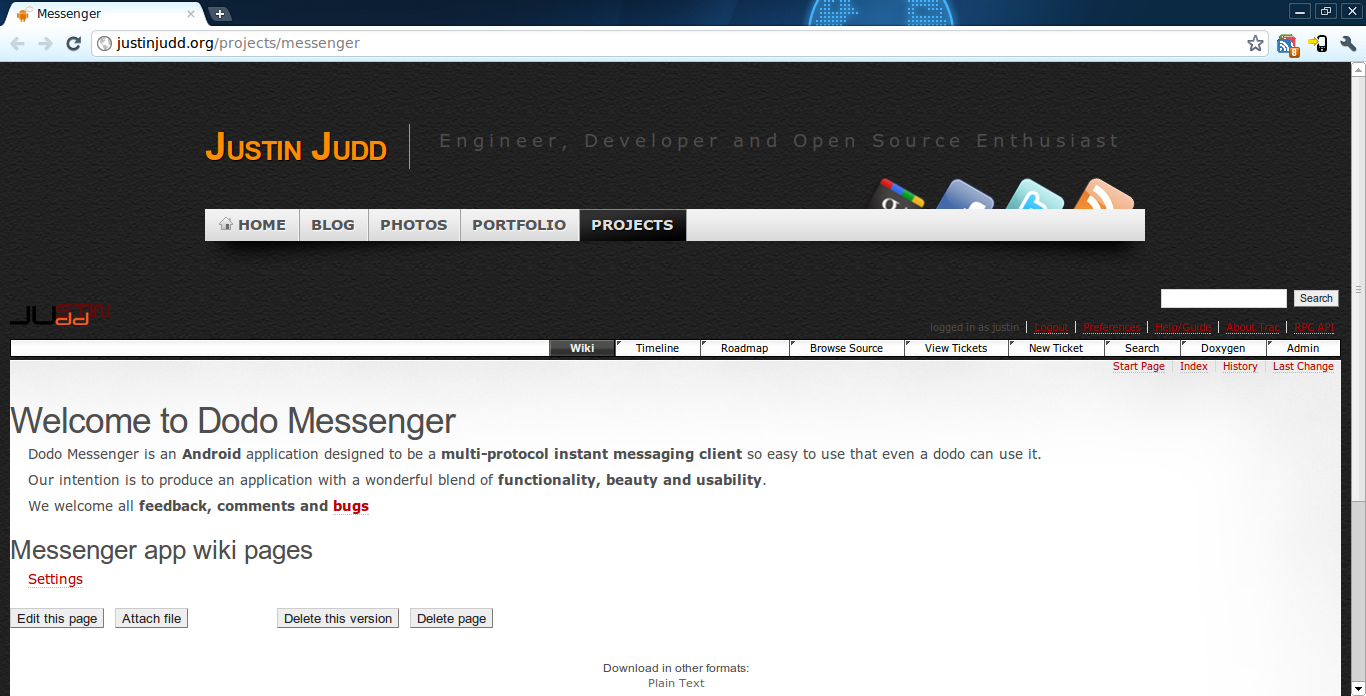 Messenger
justinjudd.org/projects/messenger
8
Justin Judd
Engineer, Developer and Open Source Enthusiast
HOME BLOG PHOTOS PORTFOLIO PROJECTS
Search
JUSTIN
JUdd
logged in as justin Logout Preferences Help/Guide About Trac RPC API
Wiki Timeline Roadmap Browse Source View Tickets New Ticket Search Doxygen Admin
Start Page Index History Last Change
Welcome to Dodo Messenger
Dodo Messenger is an Android application designed to be a multi-protocol instant messaging client so easy to use that even a dodo can use it.
Our intention is to produce an application with a wonderful blend of functionality, beauty and usability.
We welcome all feedback, comments and bugs
Messenger app wiki pages
Settings
Edit this page Attach file Delete this version Delete page
Download in other formats:
Plain Text